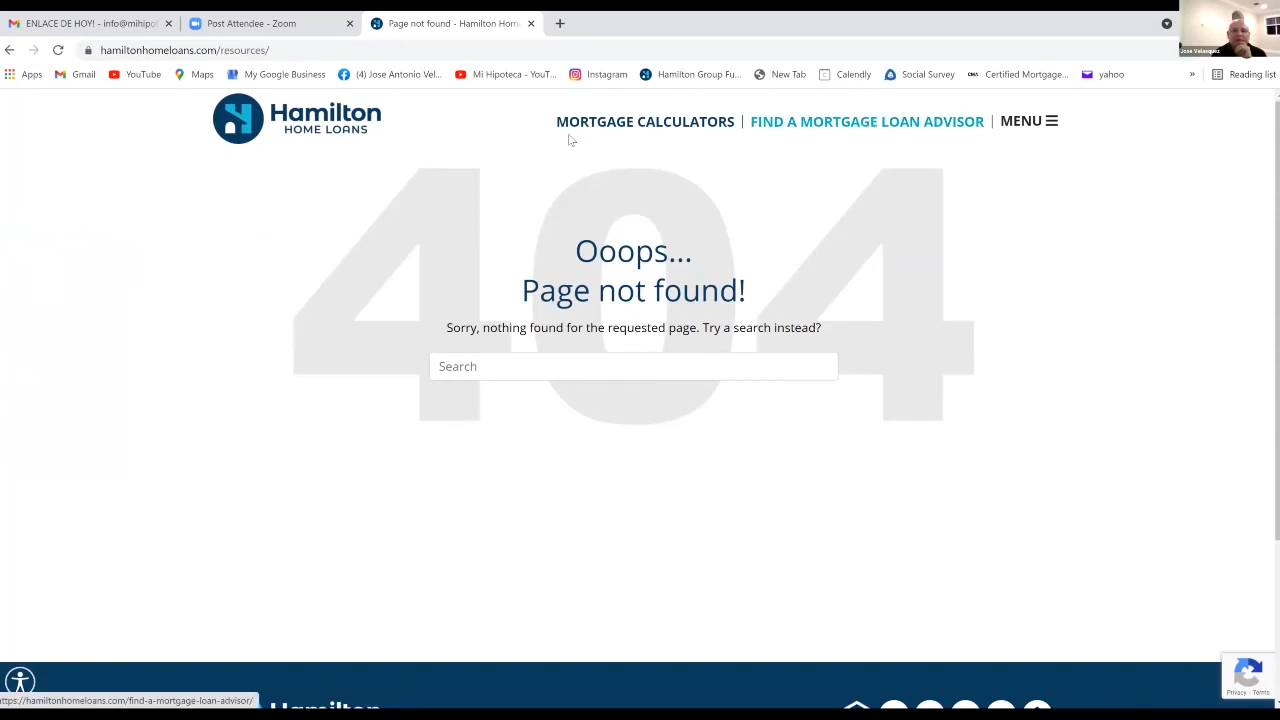 ENLACE DE HOY! - info@mihipo
Post Attendee - Zoom
Page not found - Hamilton Hom
hamiltonhomeloans.com/resources/
Jose Velasquez
Apps
Gmail
YouTube
Maps
My Google Business
(4) Jose Antonio Vel...
Mi Hipoteca - YouT...
Instagram
Hamilton Group Fu...
New Tab
Calendly
Social Survey
CMA
Certified Mortgage...
yahoo
»
Reading list
Hamilton
HOME LOANS
MORTGAGE CALCULATORS | FIND A MORTGAGE LOAN ADVISOR | MENU
404
Ooops...
Page not found!
Sorry, nothing found for the requested page. Try a search instead?
Search
Privacy - Terms
https://hamiltonhomeloans.com/find-a-mortgage-loan-advisor/
Hamilton